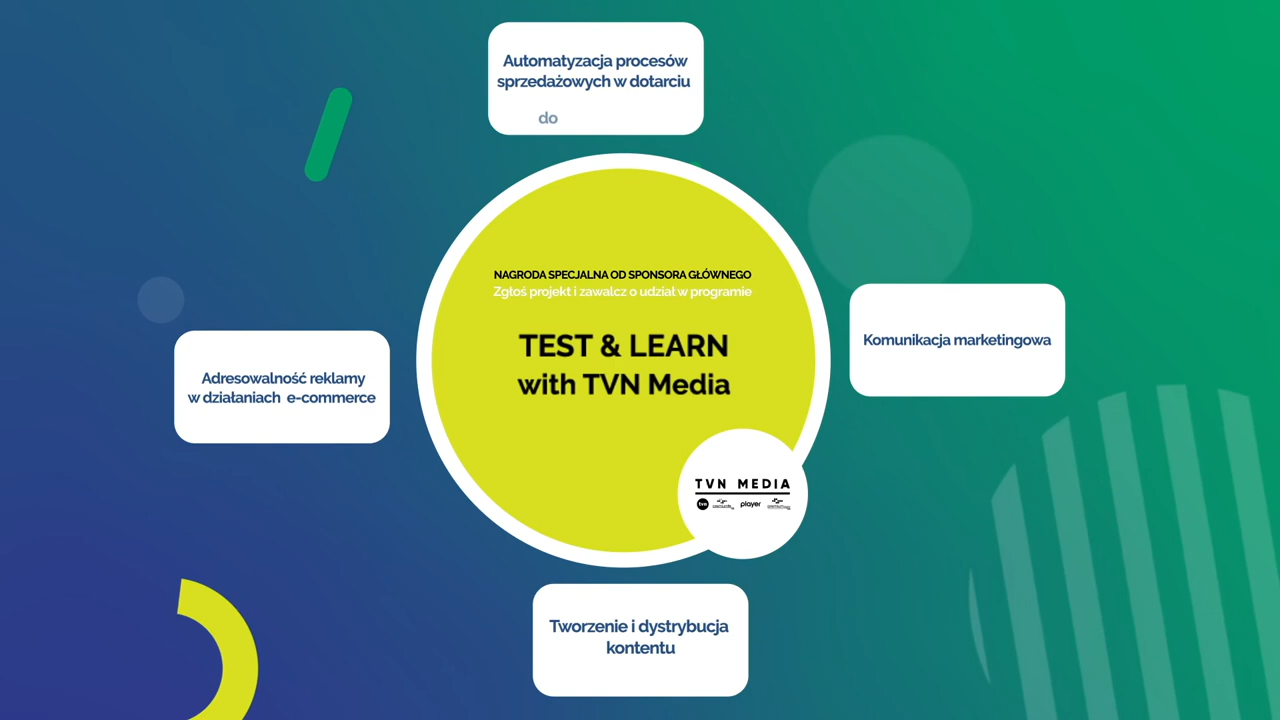 Automatyzacja procesów
sprzedażowych w dotarciu
do
NAGRODA SPECJALNA OD SPONSORA GŁÓWNEGO
Zgłoś projekt i zawalcz o udział w programie
TEST & LEARN
with TVN Media
Komunikacja marketingowa
Adresowalność reklamy
w działaniach e-commerce
TVN MEDIA
tvn
player
Tworzenie i dystrybucja
kontentu